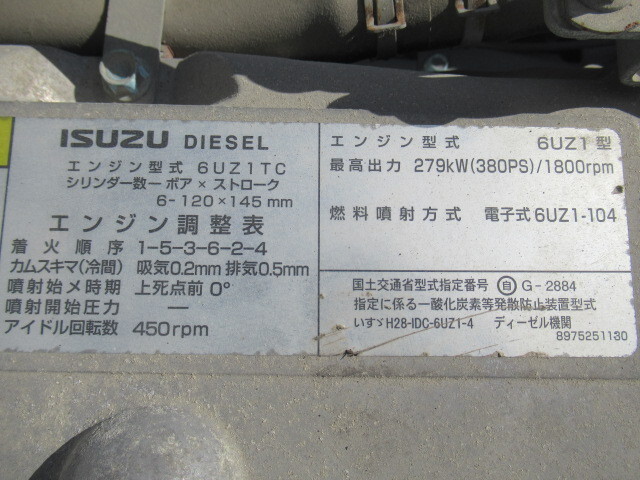 ISUZU DIESEL
エンジン型式 6UZ1TC
シリンダー数－ボア×ストローク
6-120×145mm
エンジン調整表
着火順序 1-5-3-6-2-4
カムスキマ(冷間) 吸気0.2mm 排気0.5mm
噴射始メ時期 上死点前 0°
噴射開始圧力 —
アイドル回転数 450rpm
エンジン型式 6UZ1型
最高出力 279kW(380PS)/1800rpm
燃料噴射方式 電子式6UZ1-104
国土交通省型式指定番号 自 G-2884
指定に係る一酸化炭素等発散防止装置型式
いすゞH28-IDC-6UZ1-4 ディーゼル機関
8975251130